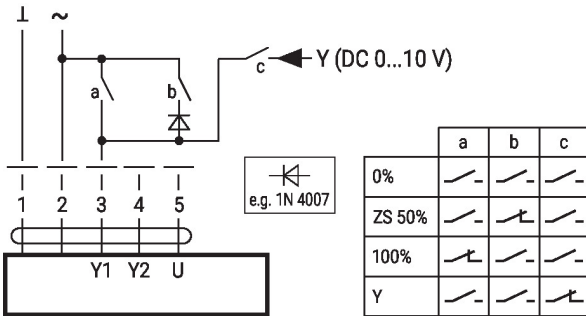 ⊥ ~
Y (DC 0...10 V)
a b c
1 2 3 4 5
Y1 Y2 U
e.g. 1N 4007
a b c
0%
ZS 50%
100%
Y